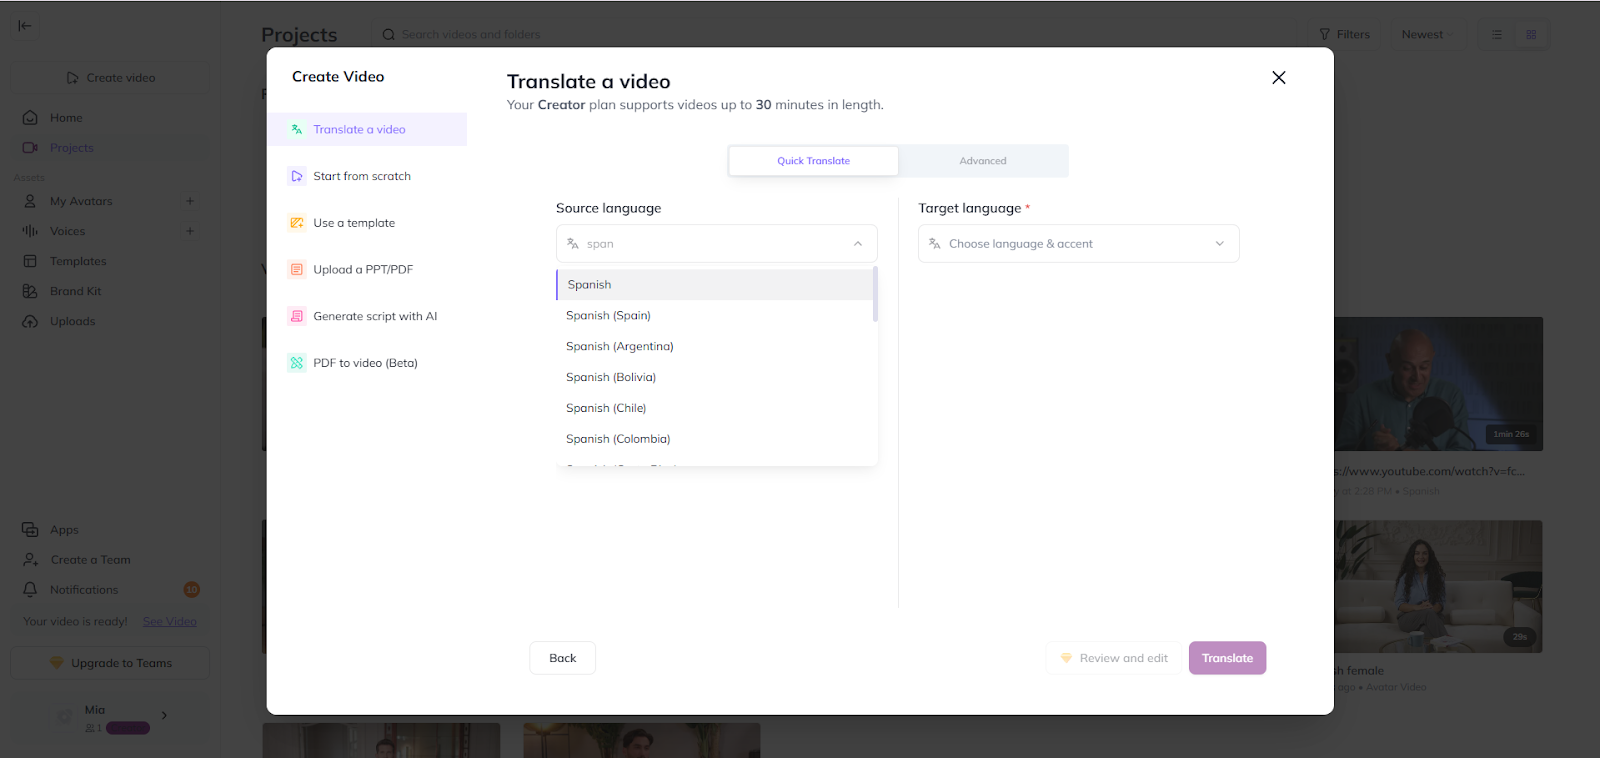 Projects
Search videos and folders
Filters
Newest
Create video
Home
Projects
Assets
My Avatars
Voices
Templates
Brand Kit
Uploads
Apps
Create a Team
Notifications
10
Your video is ready! See Video
Upgrade to Teams
Mia
1
Create Video
Translate a video
Start from scratch
Use a template
Upload a PPT/PDF
Generate script with AI
PDF to video (Beta)
Translate a video
Your Creator plan supports videos up to 30 minutes in length.
Quick Translate
Advanced
Source language
span
Spanish
Spanish (Spain)
Spanish (Argentina)
Spanish (Bolivia)
Spanish (Chile)
Spanish (Colombia)
Target language *
Choose language & accent
Back
Review and edit
Translate
1min 26s
s://www.youtube.com/watch?v=fc...
at 2:28 PM • Spanish
29s
sh female
ago • Avatar Video